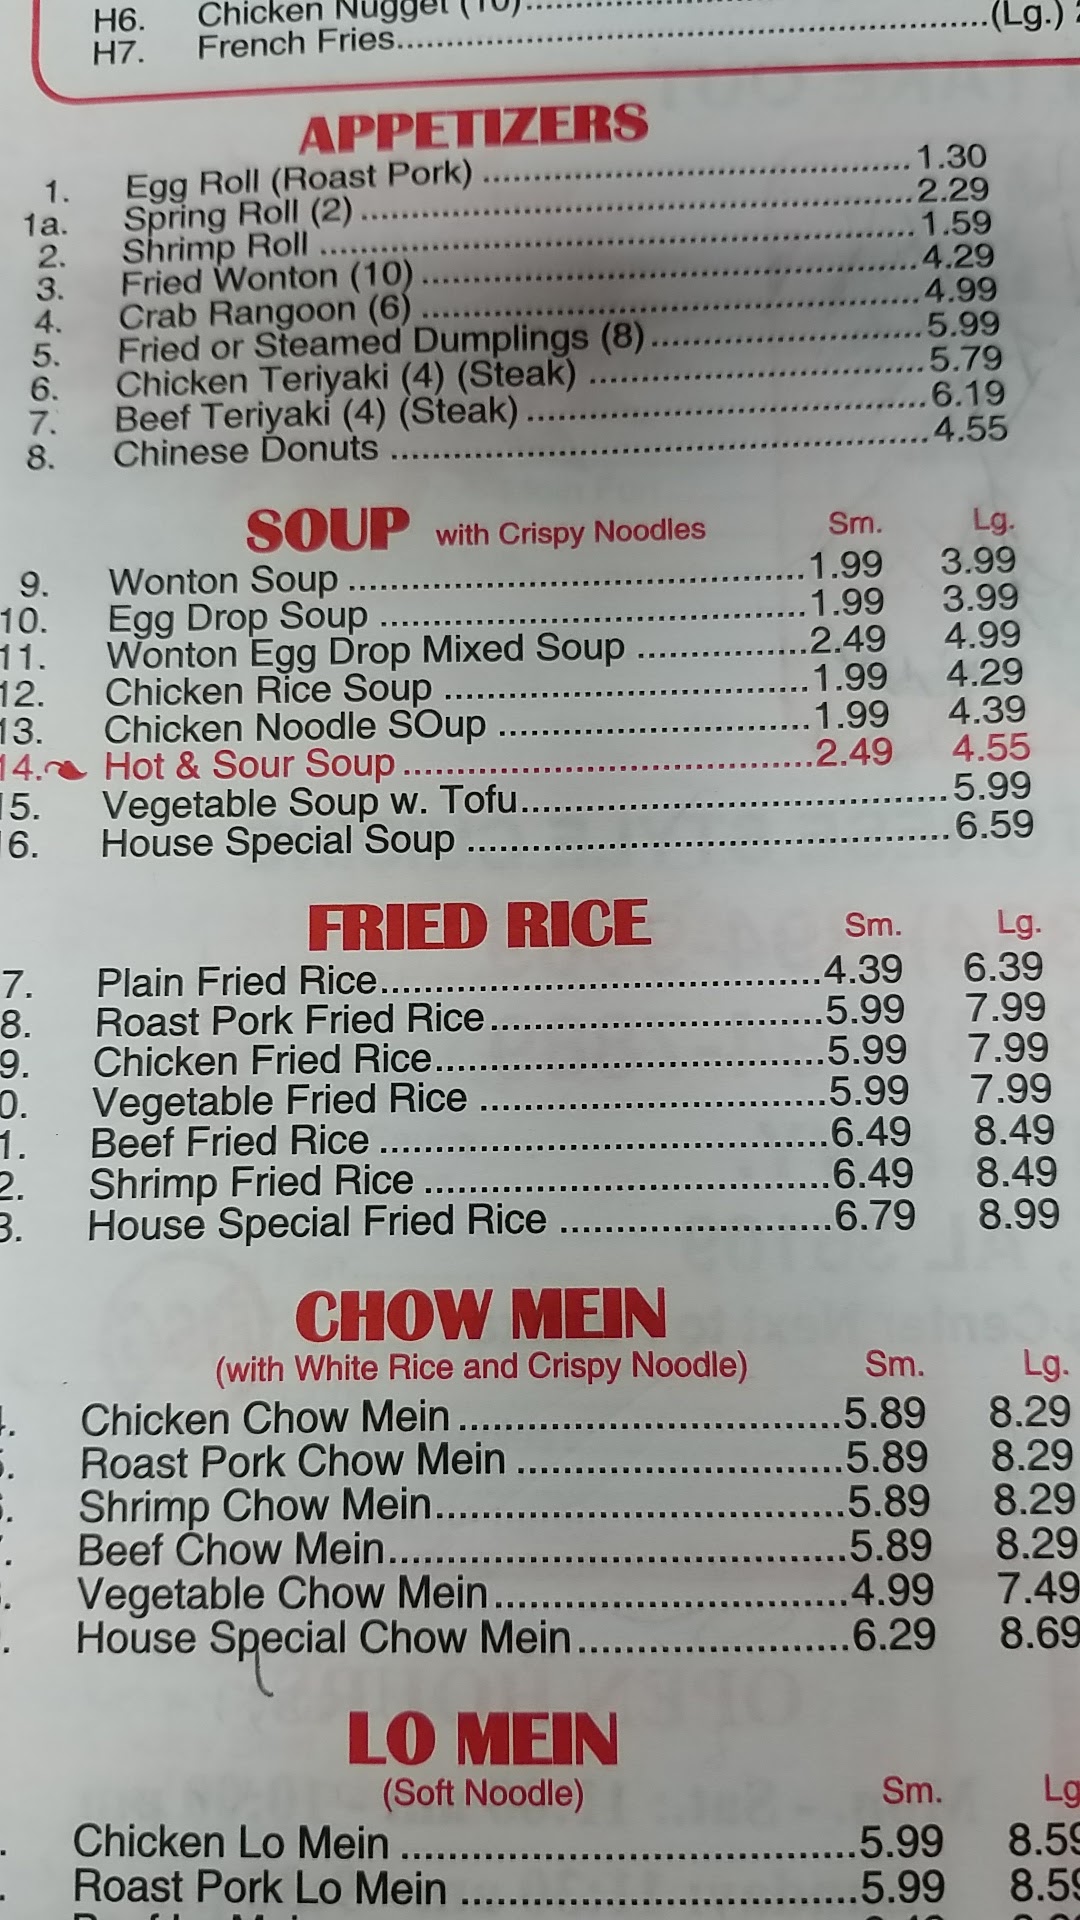 H6. Chicken Nugget (10)
H7. French Fries (Lg.)
APPETIZERS
1. Egg Roll (Roast Pork) 1.30
1a. Spring Roll (2) 2.29
2. Shrimp Roll 1.59
3. Fried Wonton (10) 4.29
4. Crab Rangoon (6) 4.99
5. Fried or Steamed Dumplings (8) 5.99
6. Chicken Teriyaki (4) (Steak) 5.79
7. Beef Teriyaki (4) (Steak) 6.19
8. Chinese Donuts 4.55
SOUP with Crispy Noodles Sm. Lg.
9. Wonton Soup 1.99 3.99
10. Egg Drop Soup 1.99 3.99
11. Wonton Egg Drop Mixed Soup 2.49 4.99
12. Chicken Rice Soup 1.99 4.29
13. Chicken Noodle SOup 1.99 4.39
14. Hot & Sour Soup 2.49 4.55
15. Vegetable Soup w. Tofu 5.99
16. House Special Soup 6.59
FRIED RICE Sm. Lg.
7. Plain Fried Rice 4.39 6.39
8. Roast Pork Fried Rice 5.99 7.99
9. Chicken Fried Rice 5.99 7.99
0. Vegetable Fried Rice 5.99 7.99
1. Beef Fried Rice 6.49 8.49
2. Shrimp Fried Rice 6.49 8.49
3. House Special Fried Rice 6.79 8.99
CHOW MEIN
(with White Rice and Crispy Noodle) Sm. Lg.
Chicken Chow Mein 5.89 8.29
Roast Pork Chow Mein 5.89 8.29
Shrimp Chow Mein 5.89 8.29
Beef Chow Mein 5.89 8.29
Vegetable Chow Mein 4.99 7.49
House Special Chow Mein 6.29 8.69
LO MEIN
(Soft Noodle) Sm. Lg
Chicken Lo Mein 5.99 8.59
Roast Pork Lo Mein 5.99 8.59